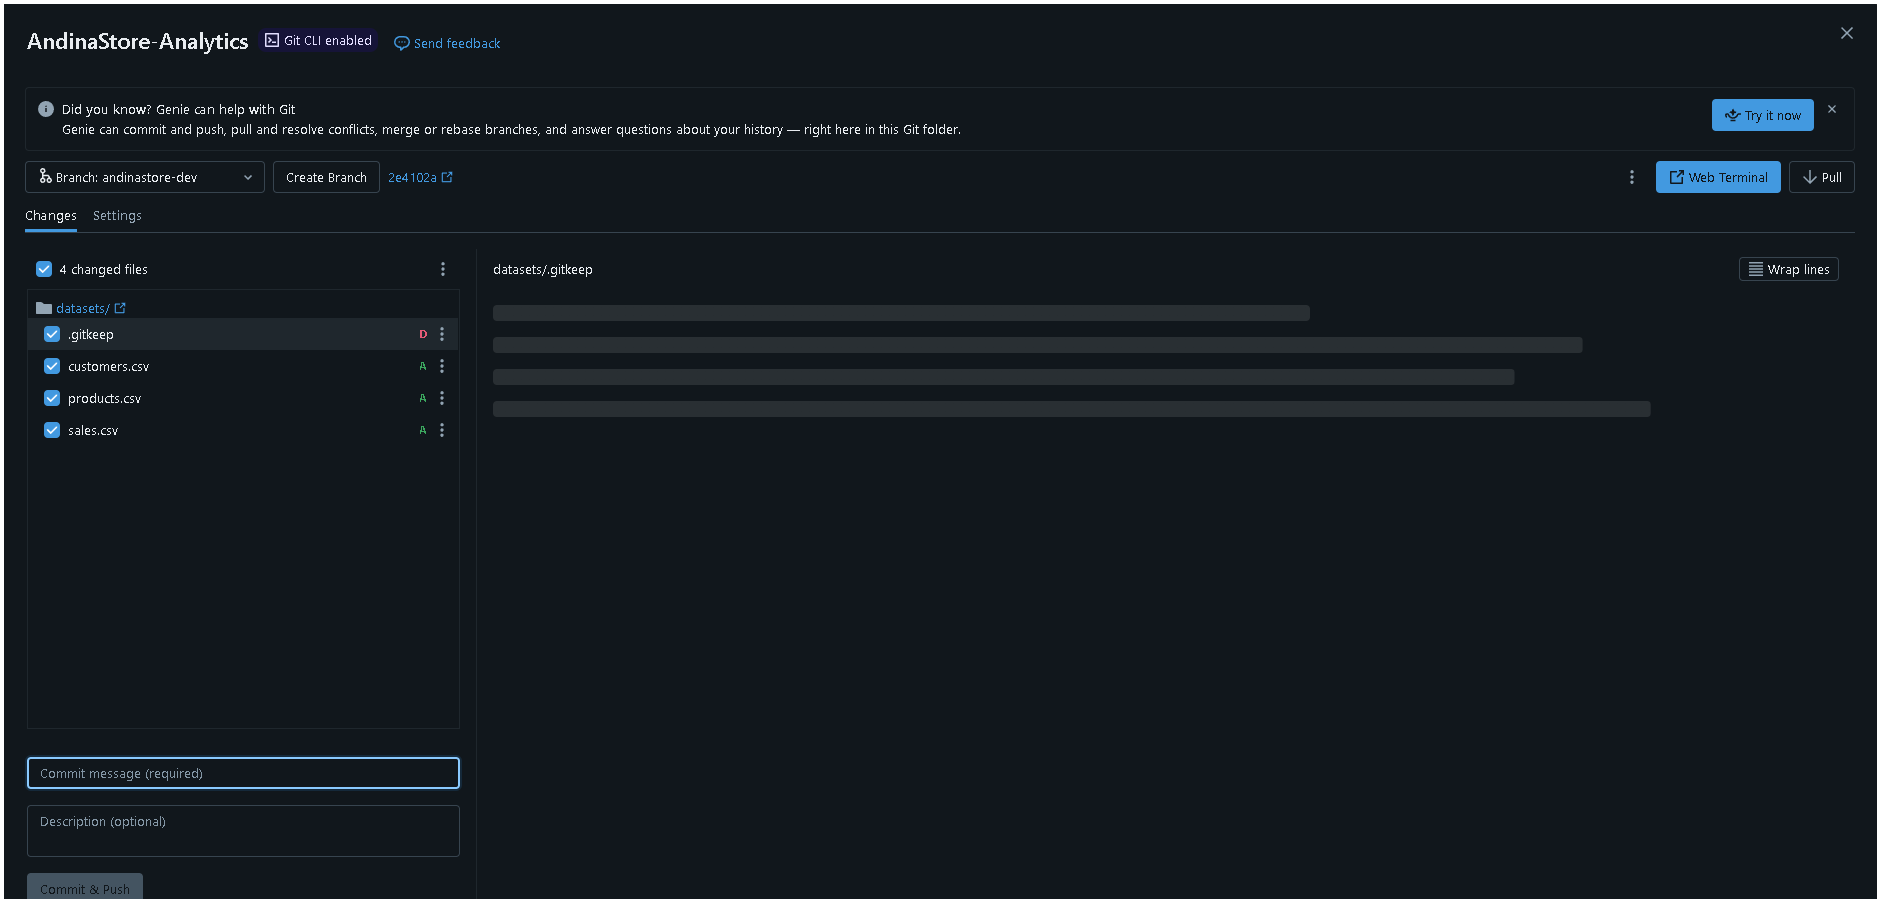 AndinaStore-Analytics Git CLI enabled Send feedback
Did you know? Genie can help with Git
Genie can commit and push, pull and resolve conflicts, merge or rebase branches, and answer questions about your history — right here in this Git folder.
Try it now
Branch: andinastore-dev Create Branch 2e4102a Web Terminal Pull
Changes Settings
4 changed files
datasets/
.gitkeep D
customers.csv A
products.csv A
sales.csv A
datasets/.gitkeep Wrap lines
Commit message (required)
Description (optional)
Commit & Push